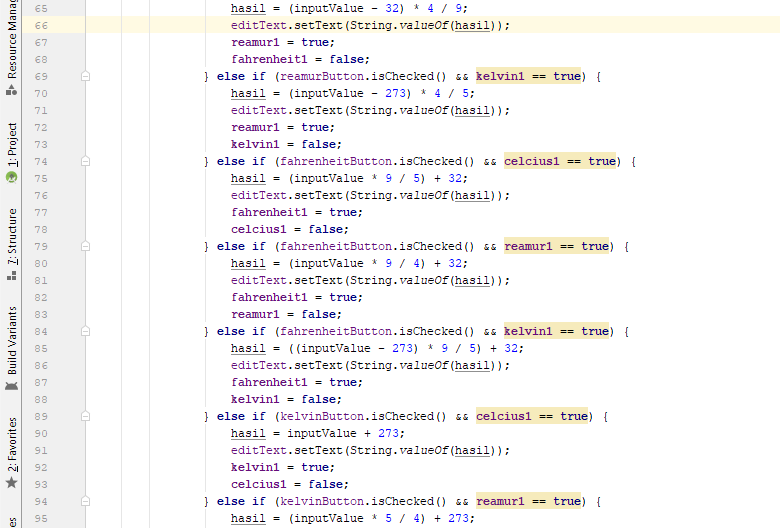 Resource Manag
1: Project
7: Structure
Build Variants
2: Favorites
es
65 hasil = (inputValue - 32) * 4 / 9;
66 editText.setText(String.valueOf(hasil));
67 reamur1 = true;
68 fahrenheit1 = false;
69 } else if (reamurButton.isChecked() && kelvin1 == true) {
70 hasil = (inputValue - 273) * 4 / 5;
71 editText.setText(String.valueOf(hasil));
72 reamur1 = true;
73 kelvin1 = false;
74 } else if (fahrenheitButton.isChecked() && celcius1 == true) {
75 hasil = (inputValue * 9 / 5) + 32;
76 editText.setText(String.valueOf(hasil));
77 fahrenheit1 = true;
78 celcius1 = false;
79 } else if (fahrenheitButton.isChecked() && reamur1 == true) {
80 hasil = (inputValue * 9 / 4) + 32;
81 editText.setText(String.valueOf(hasil));
82 fahrenheit1 = true;
83 reamur1 = false;
84 } else if (fahrenheitButton.isChecked() && kelvin1 == true) {
85 hasil = ((inputValue - 273) * 9 / 5) + 32;
86 editText.setText(String.valueOf(hasil));
87 fahrenheit1 = true;
88 kelvin1 = false;
89 } else if (kelvinButton.isChecked() && celcius1 == true) {
90 hasil = inputValue + 273;
91 editText.setText(String.valueOf(hasil));
92 kelvin1 = true;
93 celcius1 = false;
94 } else if (kelvinButton.isChecked() && reamur1 == true) {
95 hasil = (inputValue * 5 / 4) + 273;